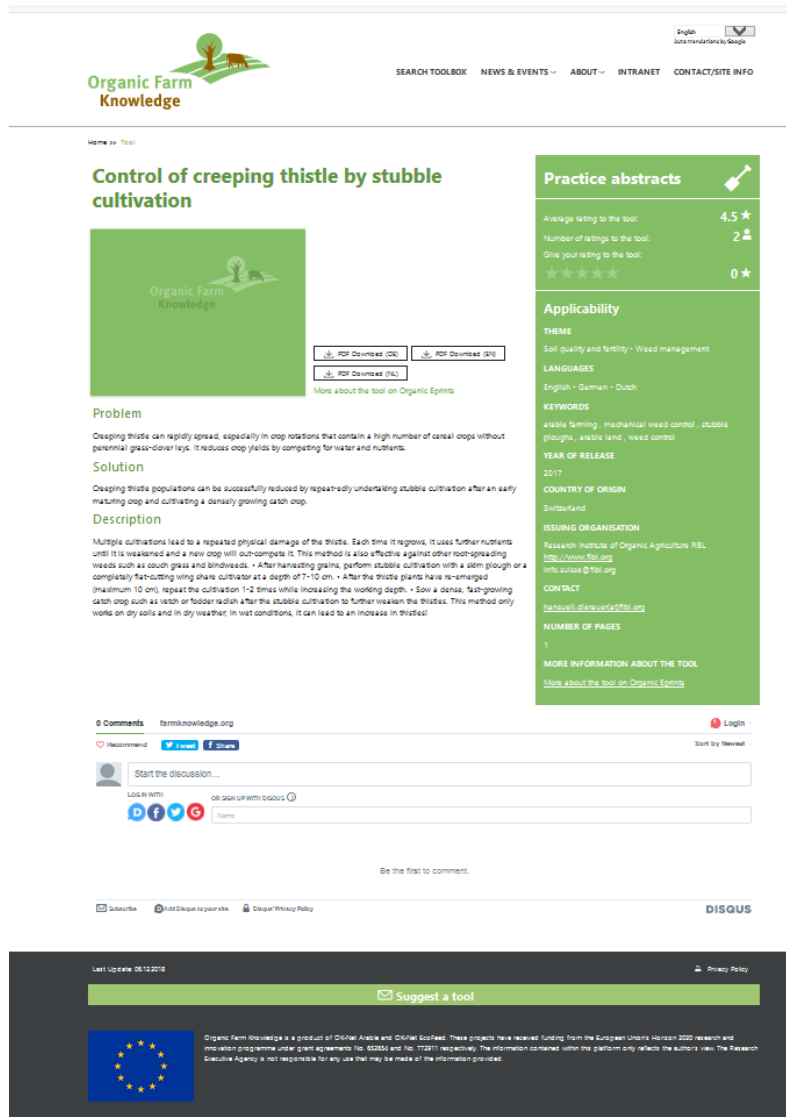 English
Auto translations by Google
Organic Farm
Knowledge
SEARCH TOOLBOX NEWS & EVENTS ABOUT INTRANET CONTACT/SITE INFO
Home >> Tool
Control of creeping thistle by stubble
cultivation
Organic Farm
Knowledge
PDF Download (DE) PDF Download (EN)
PDF Download (NL)
More about the tool on Organic Eprints
Problem
Creeping thistle can rapidly spread, especially in crop rotations that contain a high number of cereal crops without
perennial grass-clover leys. It reduces crop yields by competing for water and nutrients.
Solution
Creeping thistle populations can be successfully reduced by repeat-edly undertaking stubble cultivation after an early
maturing crop and cultivating a densely growing catch crop.
Description
Multiple cultivations lead to a repeated physical damage of the thistle. Each time it regrows, it uses further nutrients
until it is weakened and a new crop will out-compete it. This method is also effective against other root-spreading
weeds such as couch grass and bindweeds. • After harvesting grains, perform stubble cultivation with a skim plough or a
completely flat-cutting wing share cultivator at a depth of 7-10 cm. • After the thistle plants have re-emerged
(maximum 10 cm), repeat the cultivation 1-2 times while increasing the working depth. • Sow a dense, fast-growing
catch crop such as vetch or fodder radish after the stubble cultivation to further weaken the thistles. This method only
works on dry soils and in dry weather; in wet conditions, it can lead to an increase in thistles!
Practice abstracts
Average rating to the tool: 4.5
Number of ratings to the tool: 2
Give your rating to the tool:
0
Applicability
THEME
Soil quality and fertility - Weed management
LANGUAGES
English - German - Dutch
KEYWORDS
arable farming , mechanical weed control , stubble
ploughs , arable land , weed control
YEAR OF RELEASE
2017
COUNTRY OF ORIGIN
Switzerland
ISSUING ORGANISATION
Research Institute of Organic Agriculture FiBL
http://www.fibl.org
info.suisse@fibl.org
CONTACT
hansueli.dierauer(at)fibl.org
NUMBER OF PAGES
1
MORE INFORMATION ABOUT THE TOOL
More about the tool on Organic Eprints
0 Comments farmknowledge.org Login
Recommend Tweet Share Sort by Newest
Start the discussion...
LOG IN WITH
OR SIGN UP WITH DISQUS ?
Name
Be the first to comment.
Subscribe Add Disqus to your site Disqus' Privacy Policy DISQUS
Last Update: 06.12.2018 Privacy Policy
Suggest a tool
Organic Farm Knowledge is a product of OK-Net Arable and OK-Net EcoFeed. These projects have received funding from the European Union's Horizon 2020 research and
innovation programme under grant agreements No. 652654 and No. 773911 respectively. The information contained within this platform only reflects the author's view. The Research
Executive Agency is not responsible for any use that may be made of the information provided.